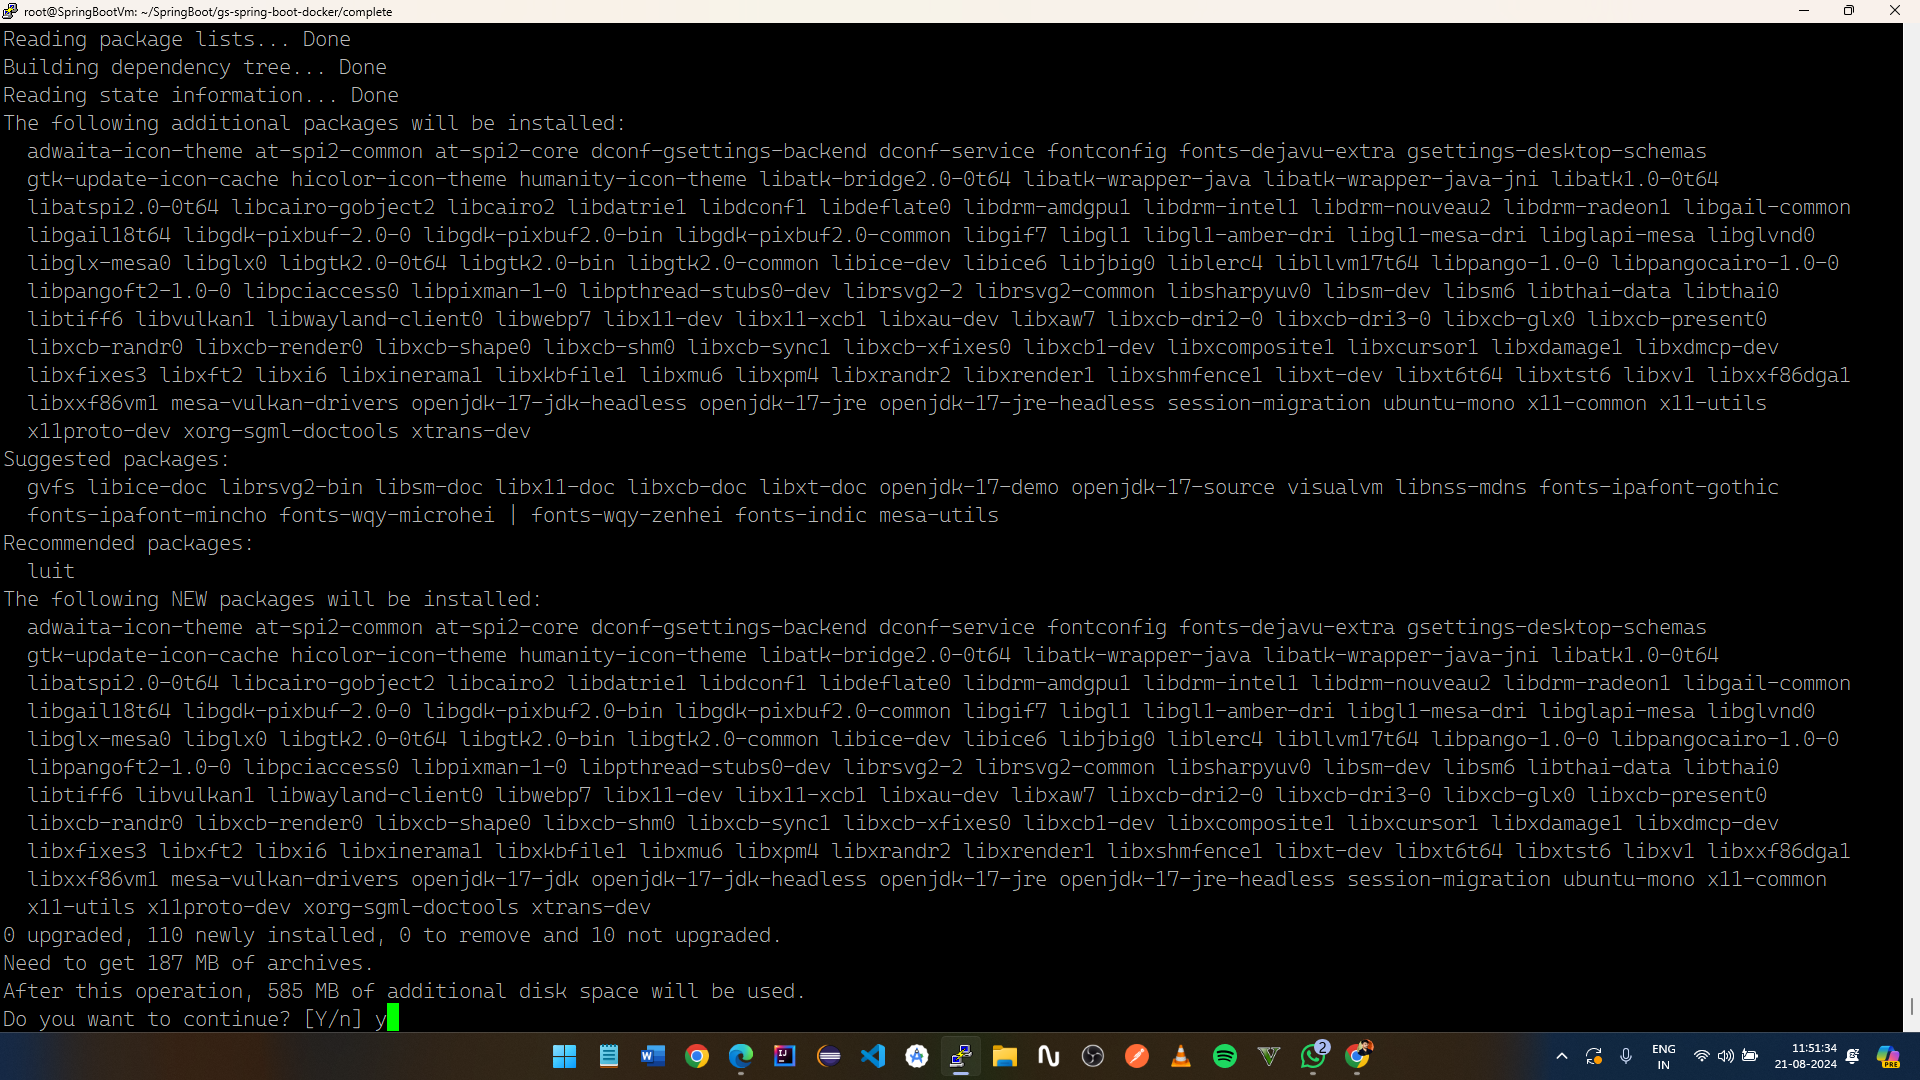 root@SpringBootVm: ~/SpringBoot/gs-spring-boot-docker/complete
Reading package lists... Done
Building dependency tree... Done
Reading state information... Done
The following additional packages will be installed:
  adwaita-icon-theme at-spi2-common at-spi2-core dconf-gsettings-backend dconf-service fontconfig fonts-dejavu-extra gsettings-desktop-schemas
  gtk-update-icon-cache hicolor-icon-theme humanity-icon-theme libatk-bridge2.0-0t64 libatk-wrapper-java libatk-wrapper-java-jni libatk1.0-0t64
  libatspi2.0-0t64 libcairo-gobject2 libcairo2 libdatrie1 libdconf1 libdeflate0 libdrm-amdgpu1 libdrm-intel1 libdrm-nouveau2 libdrm-radeon1 libgail-common
  libgail18t64 libgdk-pixbuf-2.0-0 libgdk-pixbuf2.0-bin libgdk-pixbuf2.0-common libgif7 libgl1 libgl1-amber-dri libgl1-mesa-dri libglapi-mesa libglvnd0
  libglx-mesa0 libglx0 libgtk2.0-0t64 libgtk2.0-bin libgtk2.0-common libice-dev libice6 libjbig0 liblerc4 libllvm17t64 libpango-1.0-0 libpangocairo-1.0-0
  libpangoft2-1.0-0 libpciaccess0 libpixman-1-0 libpthread-stubs0-dev librsvg2-2 librsvg2-common libsharpyuv0 libsm-dev libsm6 libthai-data libthai0
  libtiff6 libvulkan1 libwayland-client0 libwebp7 libx11-dev libx11-xcb1 libxau-dev libxaw7 libxcb-dri2-0 libxcb-dri3-0 libxcb-glx0 libxcb-present0
  libxcb-randr0 libxcb-render0 libxcb-shape0 libxcb-shm0 libxcb-sync1 libxcb-xfixes0 libxcb1-dev libxcomposite1 libxcursor1 libxdamage1 libxdmcp-dev
  libxfixes3 libxft2 libxi6 libxinerama1 libxkbfile1 libxmu6 libxpm4 libxrandr2 libxrender1 libxshmfence1 libxt-dev libxt6t64 libxtst6 libxv1 libxxf86dga1
  libxxf86vm1 mesa-vulkan-drivers openjdk-17-jdk-headless openjdk-17-jre openjdk-17-jre-headless session-migration ubuntu-mono x11-common x11-utils
  x11proto-dev xorg-sgml-doctools xtrans-dev
Suggested packages:
  gvfs libice-doc librsvg2-bin libsm-doc libx11-doc libxcb-doc libxt-doc openjdk-17-demo openjdk-17-source visualvm libnss-mdns fonts-ipafont-gothic
  fonts-ipafont-mincho fonts-wqy-microhei | fonts-wqy-zenhei fonts-indic mesa-utils
Recommended packages:
  luit
The following NEW packages will be installed:
  adwaita-icon-theme at-spi2-common at-spi2-core dconf-gsettings-backend dconf-service fontconfig fonts-dejavu-extra gsettings-desktop-schemas
  gtk-update-icon-cache hicolor-icon-theme humanity-icon-theme libatk-bridge2.0-0t64 libatk-wrapper-java libatk-wrapper-java-jni libatk1.0-0t64
  libatspi2.0-0t64 libcairo-gobject2 libcairo2 libdatrie1 libdconf1 libdeflate0 libdrm-amdgpu1 libdrm-intel1 libdrm-nouveau2 libdrm-radeon1 libgail-common
  libgail18t64 libgdk-pixbuf-2.0-0 libgdk-pixbuf2.0-bin libgdk-pixbuf2.0-common libgif7 libgl1 libgl1-amber-dri libgl1-mesa-dri libglapi-mesa libglvnd0
  libglx-mesa0 libglx0 libgtk2.0-0t64 libgtk2.0-bin libgtk2.0-common libice-dev libice6 libjbig0 liblerc4 libllvm17t64 libpango-1.0-0 libpangocairo-1.0-0
  libpangoft2-1.0-0 libpciaccess0 libpixman-1-0 libpthread-stubs0-dev librsvg2-2 librsvg2-common libsharpyuv0 libsm-dev libsm6 libthai-data libthai0
  libtiff6 libvulkan1 libwayland-client0 libwebp7 libx11-dev libx11-xcb1 libxau-dev libxaw7 libxcb-dri2-0 libxcb-dri3-0 libxcb-glx0 libxcb-present0
  libxcb-randr0 libxcb-render0 libxcb-shape0 libxcb-shm0 libxcb-sync1 libxcb-xfixes0 libxcb1-dev libxcomposite1 libxcursor1 libxdamage1 libxdmcp-dev
  libxfixes3 libxft2 libxi6 libxinerama1 libxkbfile1 libxmu6 libxpm4 libxrandr2 libxrender1 libxshmfence1 libxt-dev libxt6t64 libxtst6 libxv1 libxxf86dga1
  libxxf86vm1 mesa-vulkan-drivers openjdk-17-jdk openjdk-17-jdk-headless openjdk-17-jre openjdk-17-jre-headless session-migration ubuntu-mono x11-common
  x11-utils x11proto-dev xorg-sgml-doctools xtrans-dev
0 upgraded, 110 newly installed, 0 to remove and 10 not upgraded.
Need to get 187 MB of archives.
After this operation, 585 MB of additional disk space will be used.
Do you want to continue? [Y/n] y
2
ENG
IN
11:51:34
21-08-2024
PRE